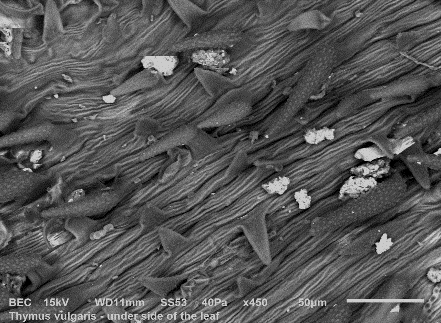 BEC 15kV WD11mm SS53 40Pa x450 50µm
Thymus vulgaris - under side of the leaf